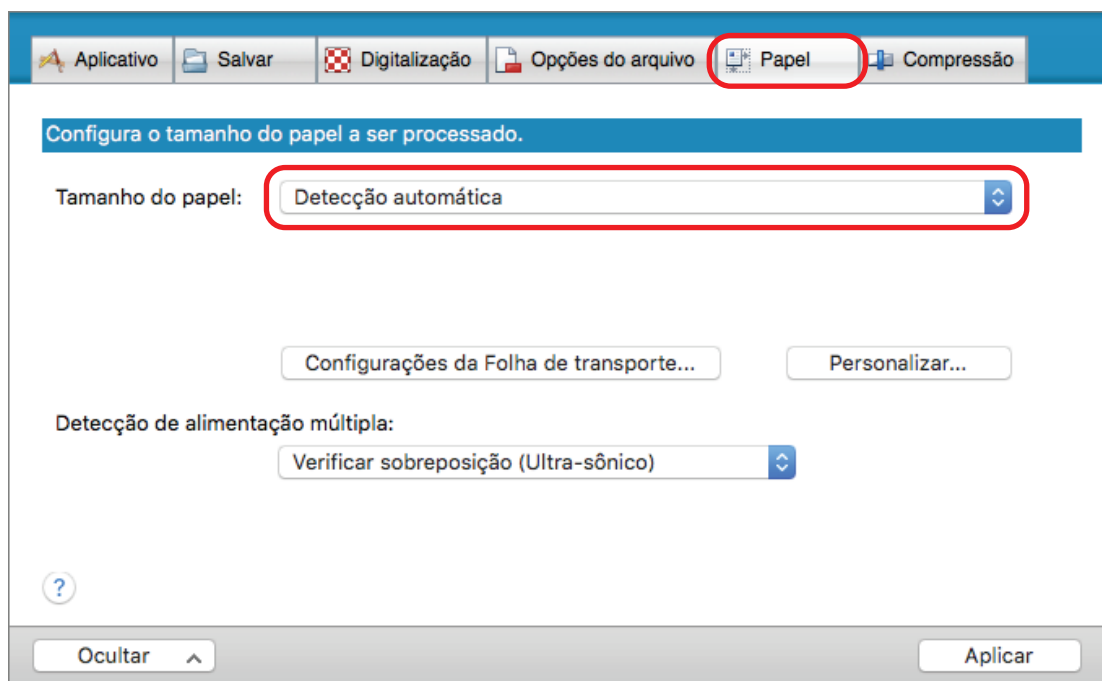 Aplicativo Salvar Digitalização Opções do arquivo Papel Compressão
Configura o tamanho do papel a ser processado.
Tamanho do papel: Detecção automática
Configurações da Folha de transporte... Personalizar...
Detecção de alimentação múltipla:
Verificar sobreposição (Ultra-sônico)
?
Ocultar Aplicar